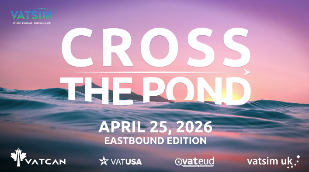 VATSIM
CROSS
THE POND
APRIL 25, 2026
EASTBOUND EDITION
VATCAN
VATUSA
vateud
vatsim uk